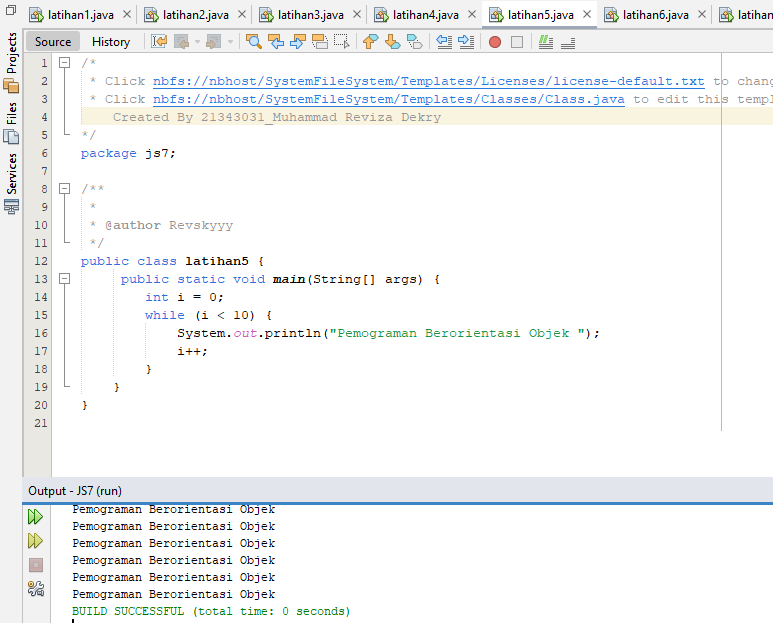 latihan1.java × latihan2.java × latihan3.java × latihan4.java × latihan5.java × latihan6.java × latihan
Projects
Files
Services
Source History
1 /*
2 * Click nbfs://nbhost/SystemFileSystem/Templates/Licenses/license-default.txt to chang
3 * Click nbfs://nbhost/SystemFileSystem/Templates/Classes/Class.java to edit this templ
4 Created By 21343031_Muhammad Reviza Dekry
5 */
6 package js7;
7
8 /**
9 *
10 * @author Revskyyy
11 */
12 public class latihan5 {
13 public static void main(String[] args) {
14 int i = 0;
15 while (i < 10) {
16 System.out.println("Pemograman Berorientasi Objek ");
17 i++;
18 }
19 }
20 }
21
Output - JS7 (run)
Pemograman Berorientasi Objek
Pemograman Berorientasi Objek
Pemograman Berorientasi Objek
Pemograman Berorientasi Objek
Pemograman Berorientasi Objek
Pemograman Berorientasi Objek
BUILD SUCCESSFUL (total time: 0 seconds)